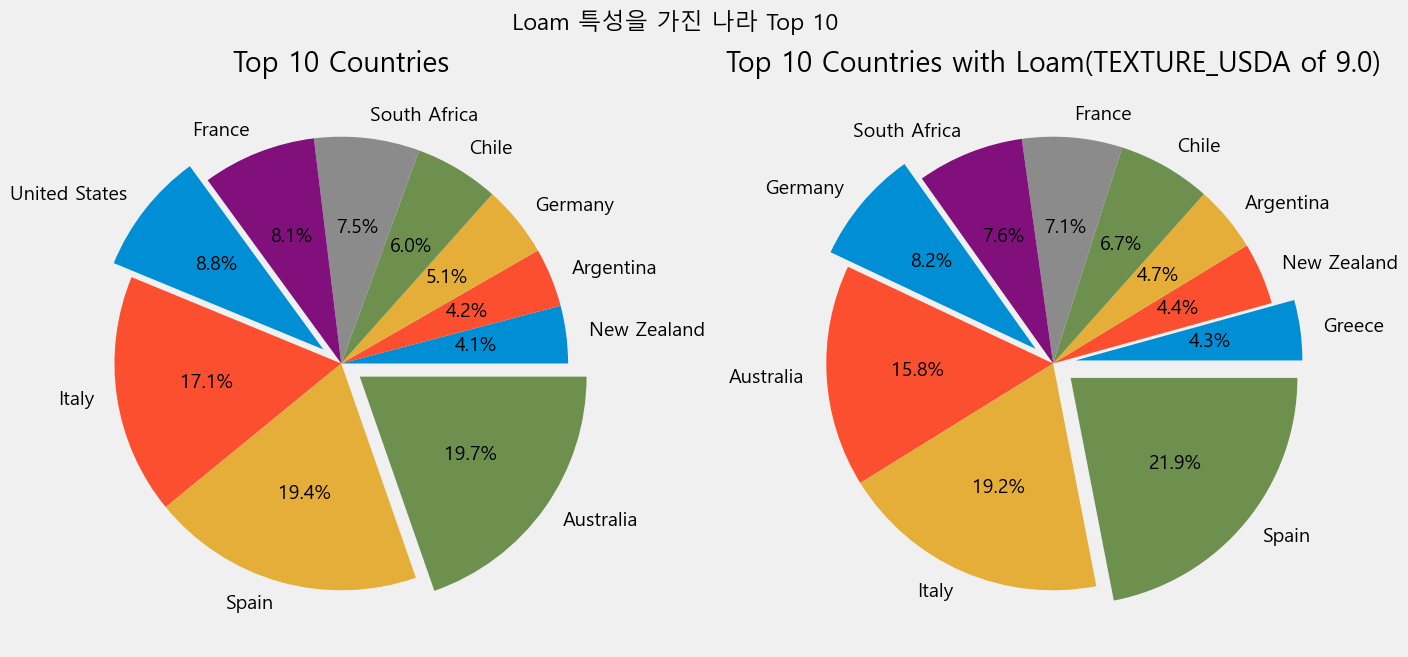 Loam 특성을 가진 나라 Top 10
Top 10 Countries
South Africa
France
Chile
United States
Germany
7.5%
8.1%
6.0%
8.8%
Argentina
5.1%
4.2%
New Zealand
4.1%
17.1%
Italy
19.7%
19.4%
Australia
Spain
Top 10 Countries with Loam(TEXTURE_USDA of 9.0)
France
South Africa
Chile
Germany
Argentina
7.1%
7.6%
6.7%
8.2%
New Zealand
4.7%
4.4%
Greece
4.3%
15.8%
Australia
21.9%
19.2%
Spain
Italy